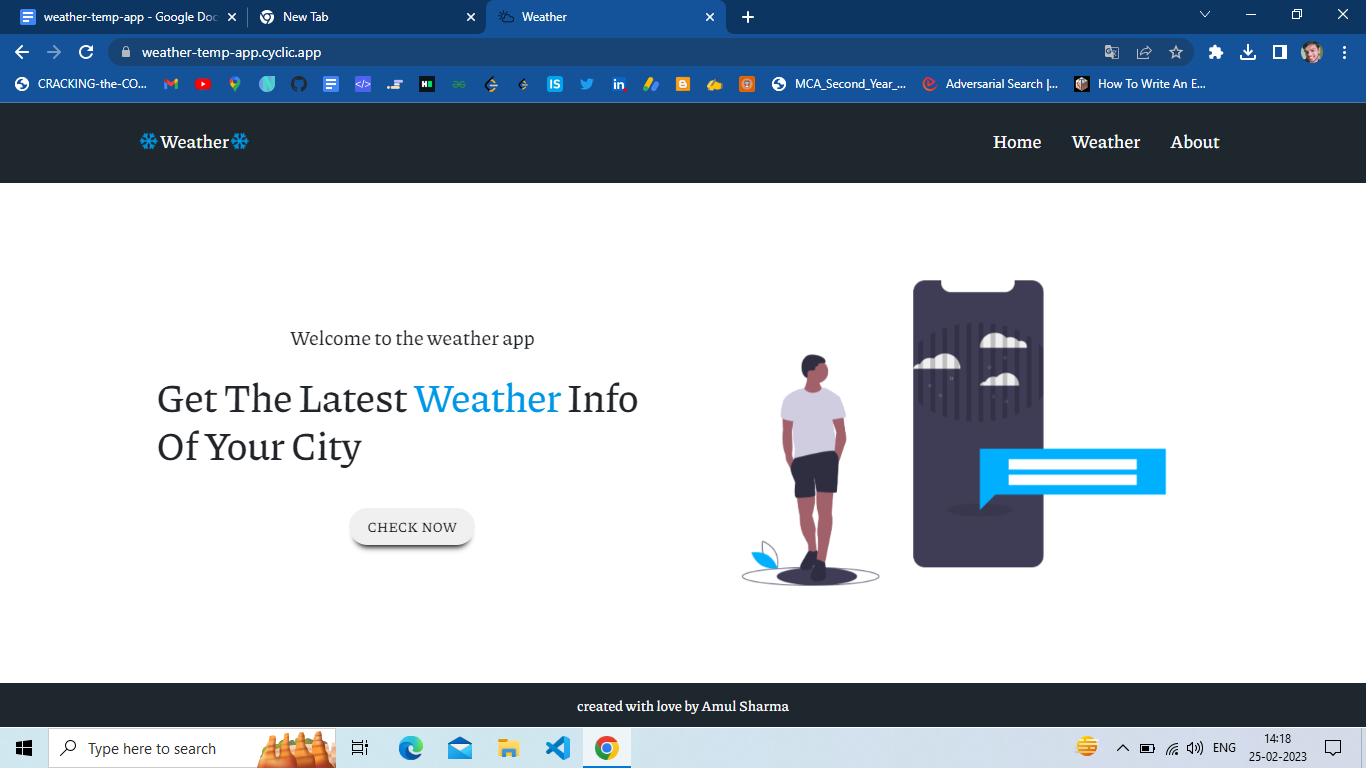 weather-temp-app - Google Doc
New Tab
Weather
weather-temp-app.cyclic.app
CRACKING-the-CO...
MCA_Second_Year_...
Adversarial Search |...
How To Write An E...
Weather
Home
Weather
About
Welcome to the weather app
Get The Latest Weather Info
Of Your City
CHECK NOW
created with love by Amul Sharma
Type here to search
ENG
14:18
25-02-2023